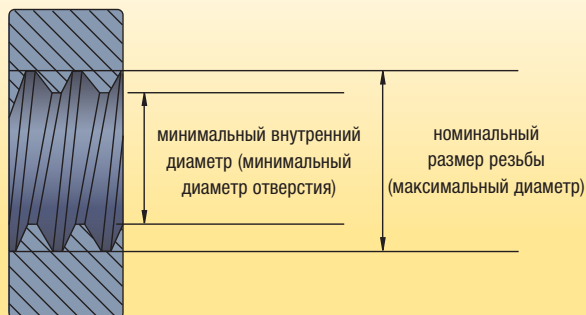 минимальный внутренний
диаметр (минимальный
диаметр отверстия)
номинальный
размер резьбы
(максимальный диаметр)